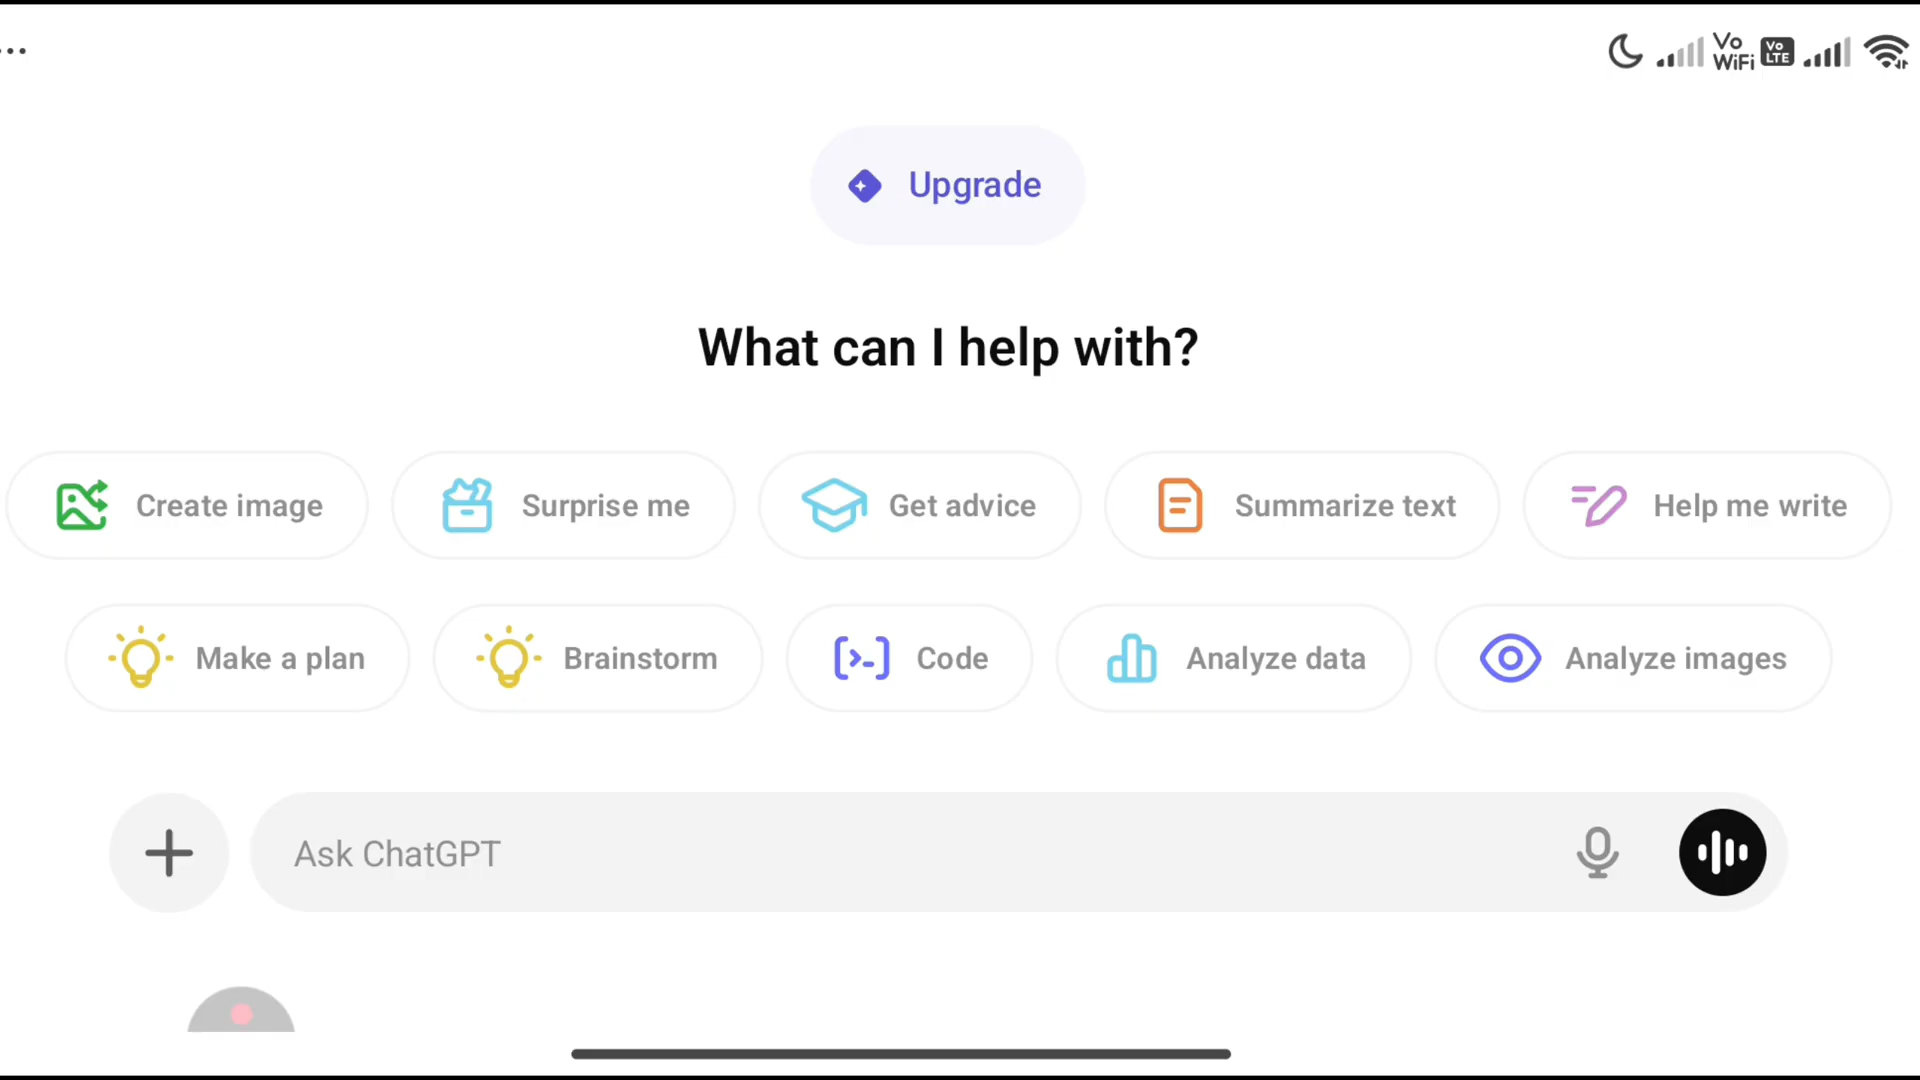 Vo
WiFi
Vo
LTE
Upgrade
What can I help with?
Create image
Surprise me
Get advice
Summarize text
Help me write
Make a plan
Brainstorm
Code
Analyze data
Analyze images
Ask ChatGPT